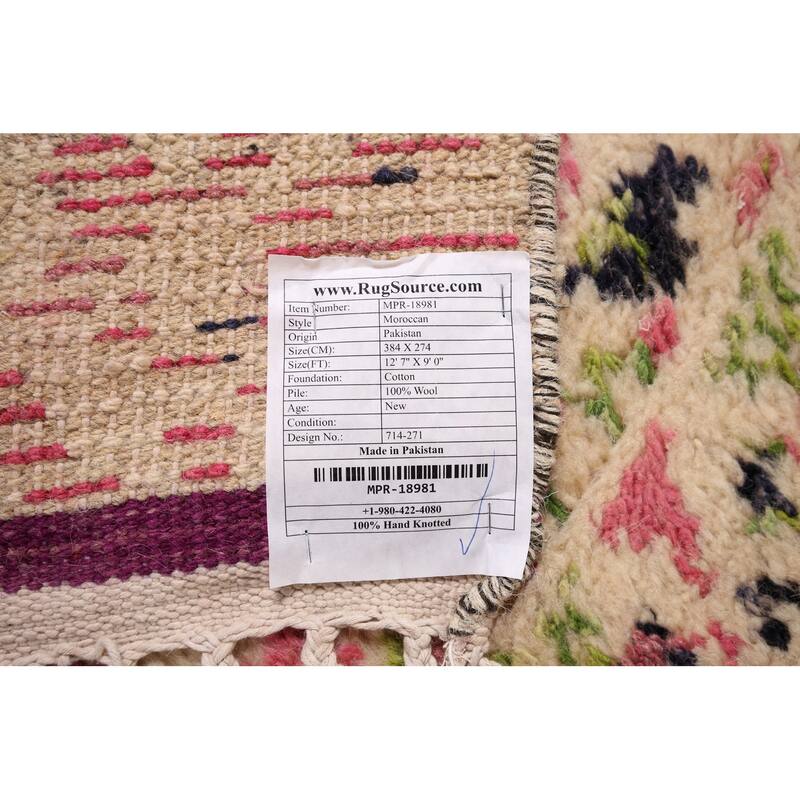 www.RugSource.com
Item Number: MPR-18981
Style Moroccan
Origin Pakistan
Size(CM): 384 X 274
Size(FT): 12' 7" X 9' 0"
Foundation: Cotton
Pile: 100% Wool
Age: New
Condition:
Design No.: 714-271
Made in Pakistan
MPR-18981
+1-980-422-4080
100% Hand Knotted